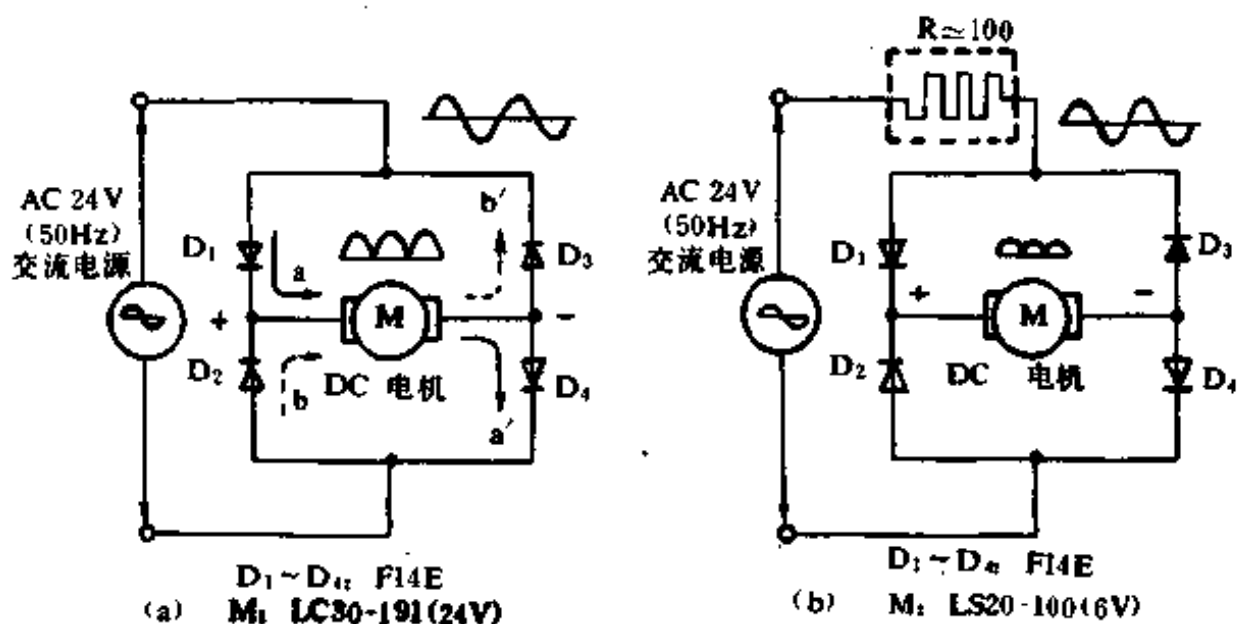 AC 24V
(50Hz)
交流电源
D₁
a
b′
D₃
+
M
−
D₂
b
DC 电机
a′
D₄
D₁~D₄: F14E
(a) M: LC30-191(24V)
R≃100
AC 24V
(50Hz)
交流电源
D₁
D₃
+
M
−
D₂
DC 电机
D₄
D₁~D₄: F14E
(b) M: LS20-100(6V)